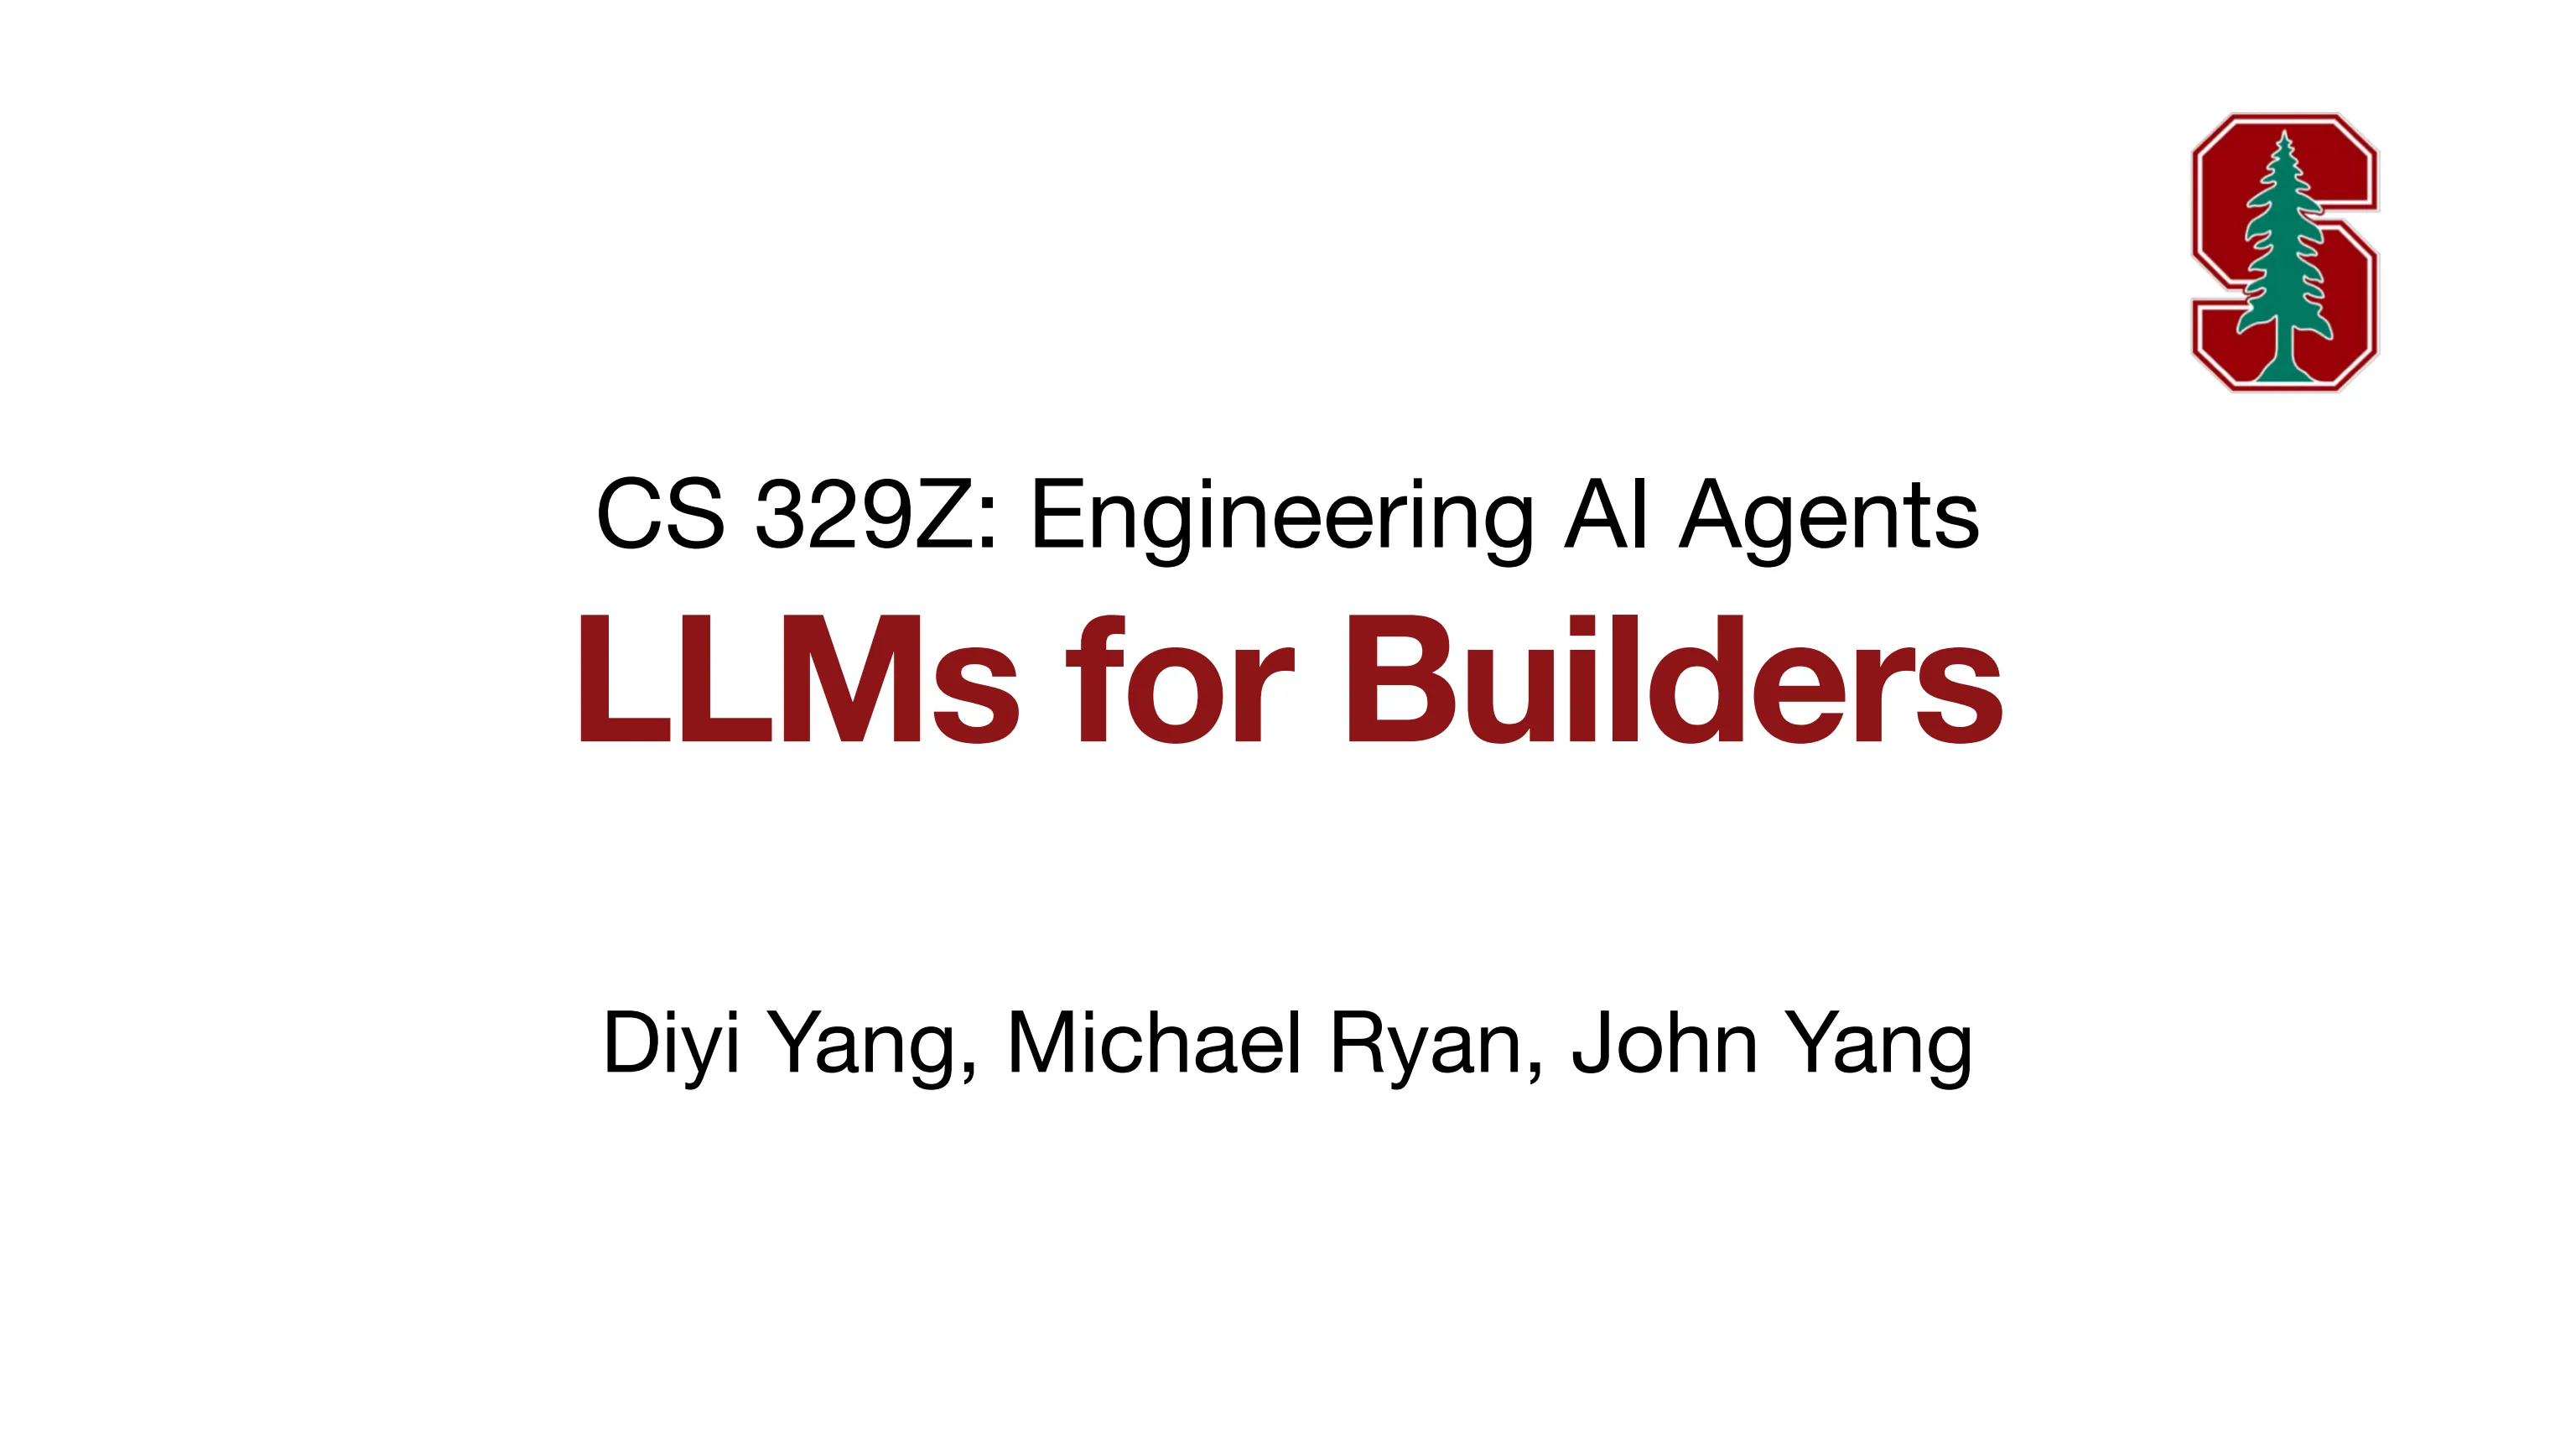 CS 329Z: Engineering AI Agents
LLMs for Builders
Diyi Yang, Michael Ryan, John Yang